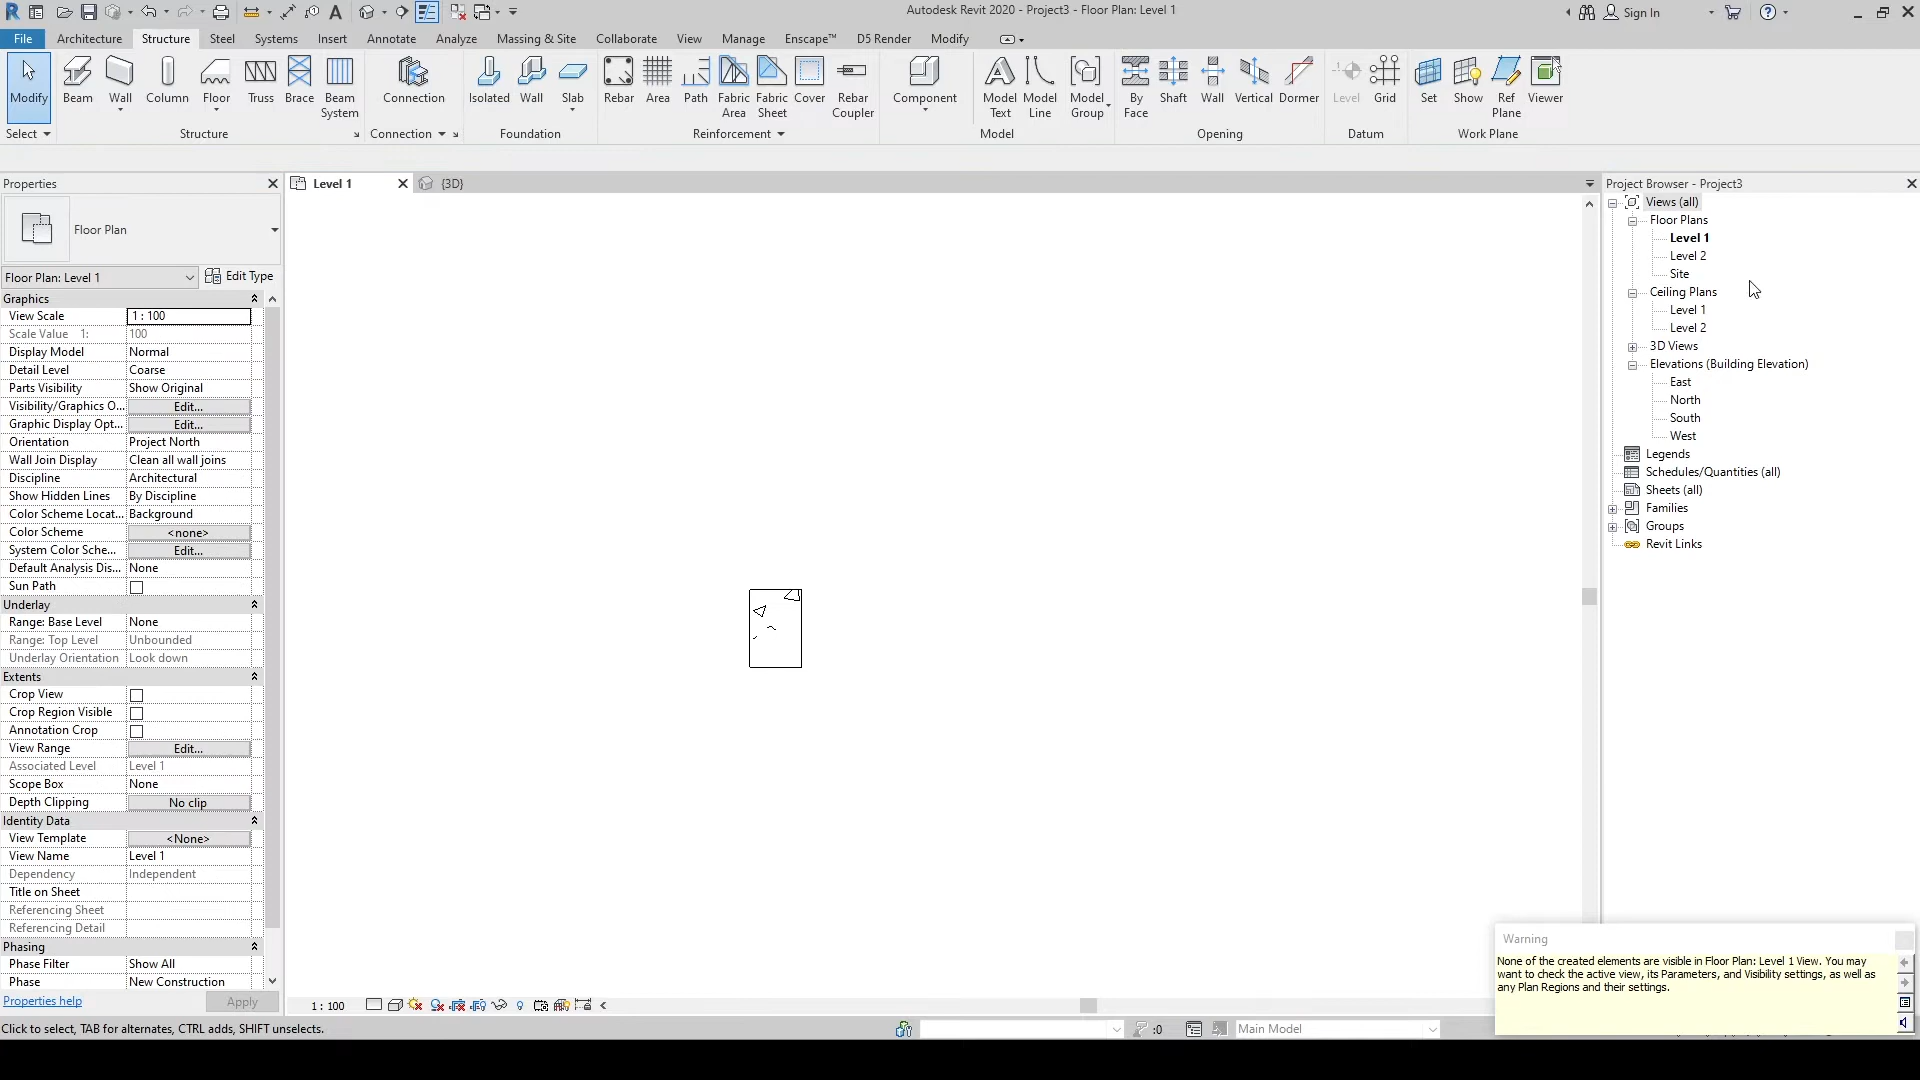 Autodesk Revit 2020 - Project3 - Floor Plan: Level 1
Sign In
File Architecture Structure Steel Systems Insert Annotate Analyze Massing & Site Collaborate View Manage Enscape™ D5 Render Modify
Modify Beam Wall Column Floor Truss Brace Beam System Connection Isolated Wall Slab Rebar Area Path Fabric Area Fabric Sheet Cover Rebar Coupler Component Model Text Model Line Model Group By Face Shaft Wall Vertical Dormer Level Grid Set Show Ref Plane Viewer
Select Structure Connection Foundation Reinforcement Model Opening Datum Work Plane
Properties
Floor Plan
Floor Plan: Level 1 Edit Type
Graphics
View Scale 1 : 100
Scale Value 1: 100
Display Model Normal
Detail Level Coarse
Parts Visibility Show Original
Visibility/Graphics O... Edit...
Graphic Display Opt... Edit...
Orientation Project North
Wall Join Display Clean all wall joins
Discipline Architectural
Show Hidden Lines By Discipline
Color Scheme Locat... Background
Color Scheme <none>
System Color Sche... Edit...
Default Analysis Dis... None
Sun Path
Underlay
Range: Base Level None
Range: Top Level Unbounded
Underlay Orientation Look down
Extents
Crop View
Crop Region Visible
Annotation Crop
View Range Edit...
Associated Level Level 1
Scope Box None
Depth Clipping No clip
Identity Data
View Template <None>
View Name Level 1
Dependency Independent
Title on Sheet
Referencing Sheet
Referencing Detail
Phasing
Phase Filter Show All
Phase New Construction
Properties help Apply
Level 1 {3D}
Project Browser - Project3
Views (all)
Floor Plans
Level 1
Level 2
Site
Ceiling Plans
Level 1
Level 2
3D Views
Elevations (Building Elevation)
East
North
South
West
Legends
Schedules/Quantities (all)
Sheets (all)
Families
Groups
Revit Links
Warning
None of the created elements are visible in Floor Plan: Level 1 View. You may
want to check the active view, its Parameters, and Visibility settings, as well as
any Plan Regions and their settings.
1 : 100
Click to select, TAB for alternates, CTRL adds, SHIFT unselects.
:0 Main Model